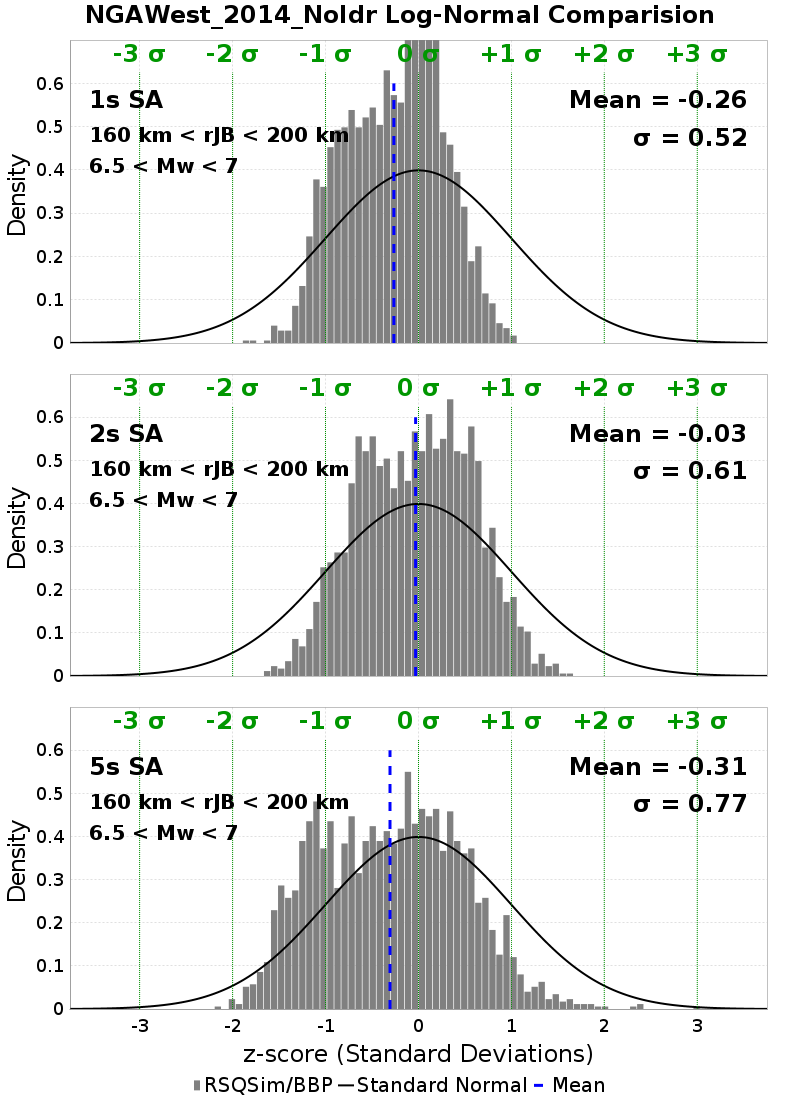 NGAWest_2014_NoIdr Log-Normal Comparision
-3 σ -2 σ -1 σ 0 σ +1 σ +2 σ +3 σ
1s SA Mean = -0.26
160 km < rJB < 200 km σ = 0.52
6.5 < Mw < 7
Density
0.6
0.5
0.4
0.3
0.2
0.1
0
-3 σ -2 σ -1 σ 0 σ +1 σ +2 σ +3 σ
2s SA Mean = -0.03
160 km < rJB < 200 km σ = 0.61
6.5 < Mw < 7
Density
0.6
0.5
0.4
0.3
0.2
0.1
0
-3 σ -2 σ -1 σ 0 σ +1 σ +2 σ +3 σ
5s SA Mean = -0.31
160 km < rJB < 200 km σ = 0.77
6.5 < Mw < 7
Density
0.6
0.5
0.4
0.3
0.2
0.1
0
-3 -2 -1 0 1 2 3
z-score (Standard Deviations)
RSQSim/BBP Standard Normal Mean